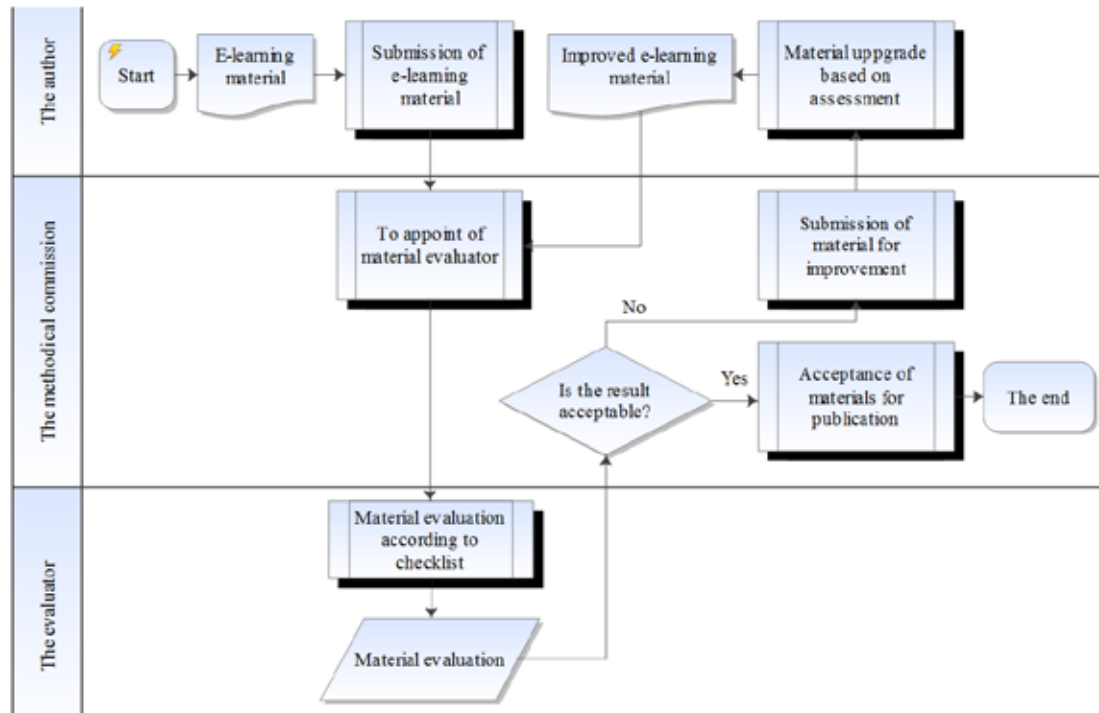 The author
Start
E-learning
material
Submission of
e-learning
material
Improved e-learning
material
Material uppgrade
based on
assessment
The methodical commission
To appoint of
material evaluator
Submission of
material for
improvement
No
Is the result
acceptable?
Yes
Acceptance of
materials for
publication
The end
The evaluator
Material evaluation
according to
checklist
Material evaluation